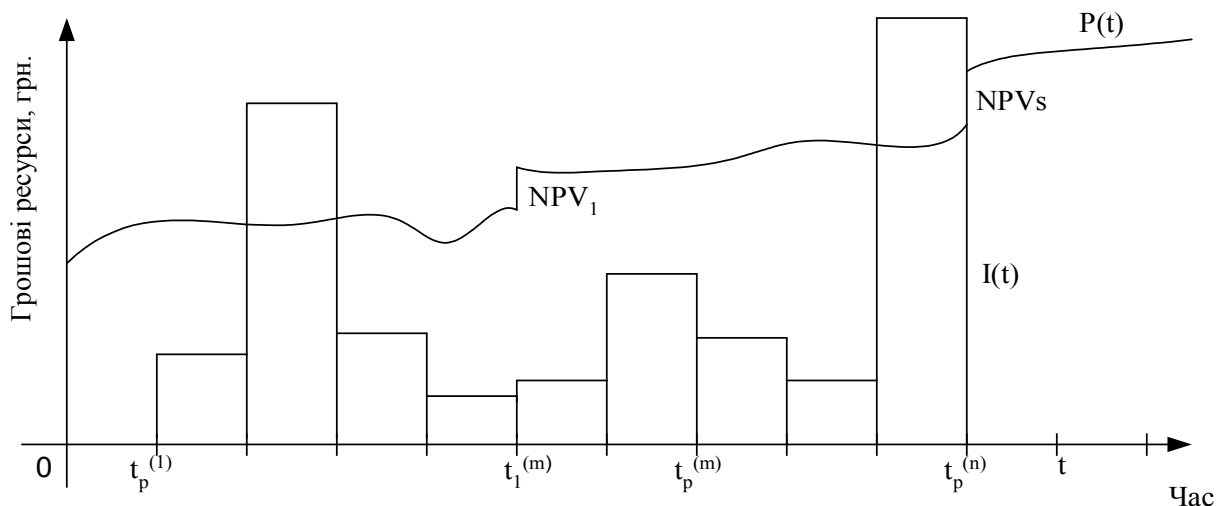 Грошові ресурси, грн.
P(t)
NPVs
NPV₁
I(t)
0
tₚ⁽¹⁾
t₁⁽ᵐ⁾
tₚ⁽ᵐ⁾
tₚ⁽ⁿ⁾
t
Час